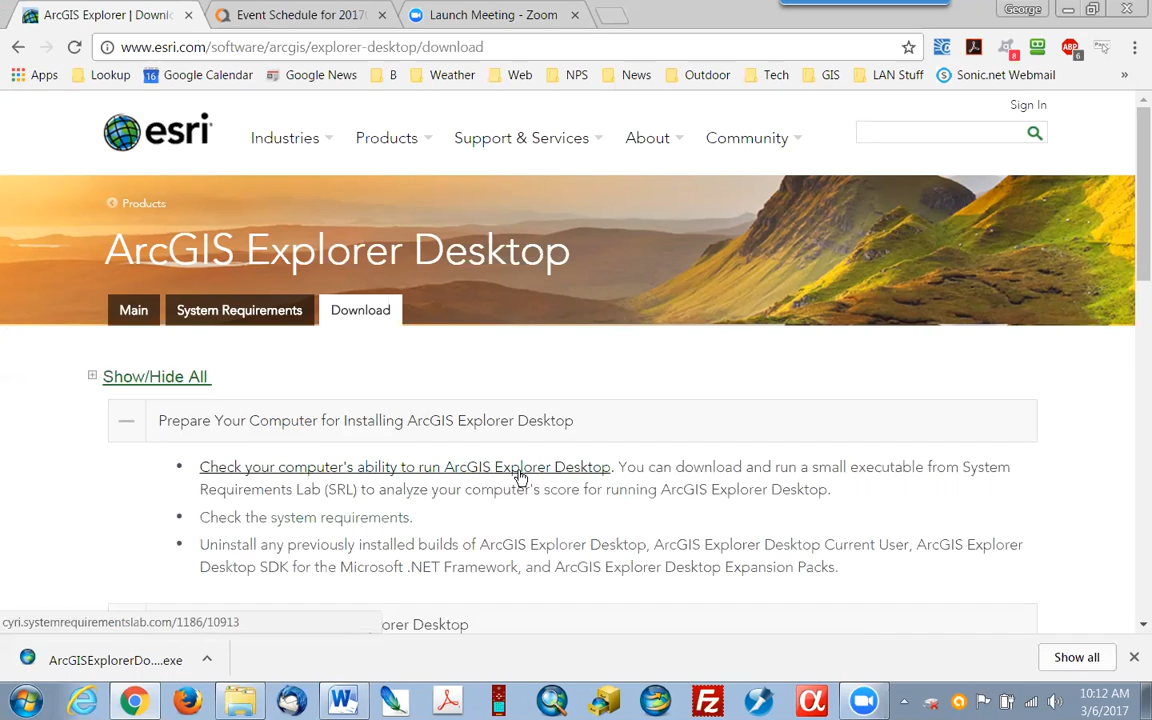 ArcGIS Explorer | Downl
Event Schedule for 2017
Launch Meeting - Zoom
George
www.esri.com/software/arcgis/explorer-desktop/download
Apps Lookup Google Calendar Google News B Weather Web NPS News Outdoor Tech GIS LAN Stuff Sonic.net Webmail »
Sign In
esri
Industries Products Support & Services About Community
Products
ArcGIS Explorer Desktop
Main System Requirements Download
Show/Hide All
Prepare Your Computer for Installing ArcGIS Explorer Desktop
Check your computer's ability to run ArcGIS Explorer Desktop. You can download and run a small executable from System
Requirements Lab (SRL) to analyze your computer's score for running ArcGIS Explorer Desktop.
Check the system requirements.
Uninstall any previously installed builds of ArcGIS Explorer Desktop, ArcGIS Explorer Desktop Current User, ArcGIS Explorer
Desktop SDK for the Microsoft .NET Framework, and ArcGIS Explorer Desktop Expansion Packs.
cyri.systemrequirementslab.com/1186/10913
orer Desktop
ArcGISExplorerDo....exe
Show all
10:12 AM
3/6/2017